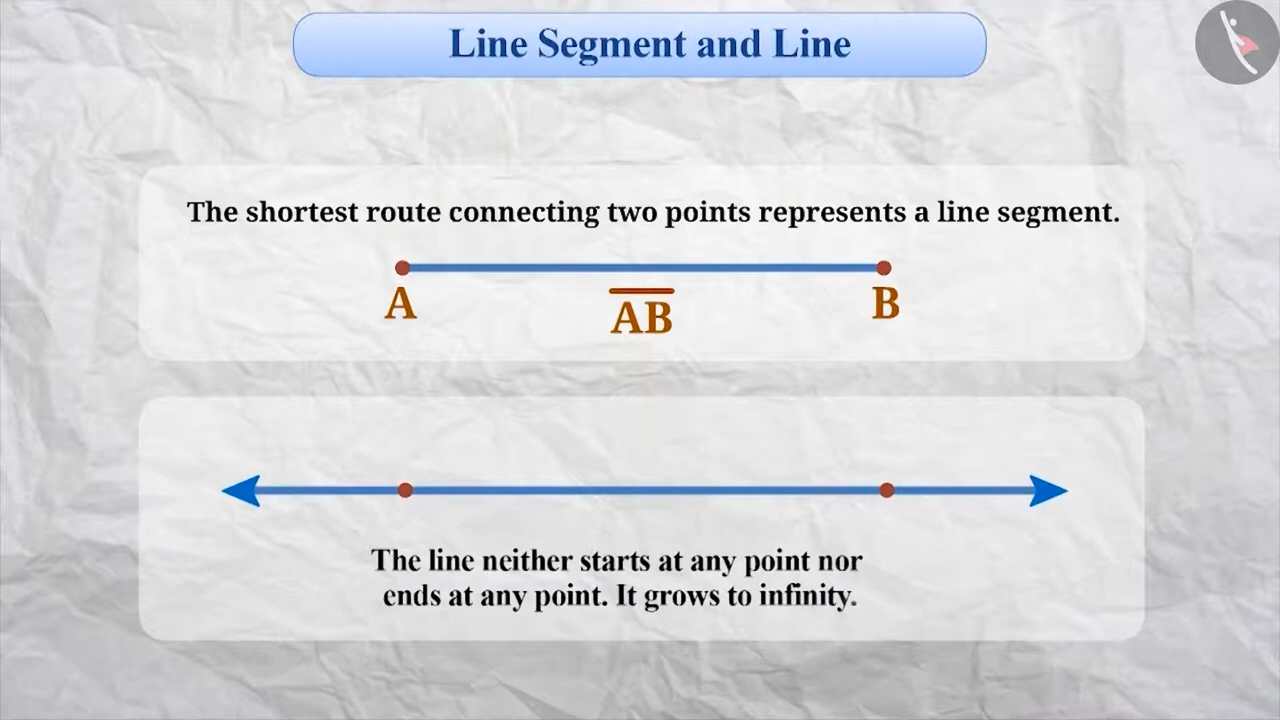 Line Segment and Line
The shortest route connecting two points represents a line segment.
A B
A̅B̅
The line neither starts at any point nor
ends at any point. It grows to infinity.